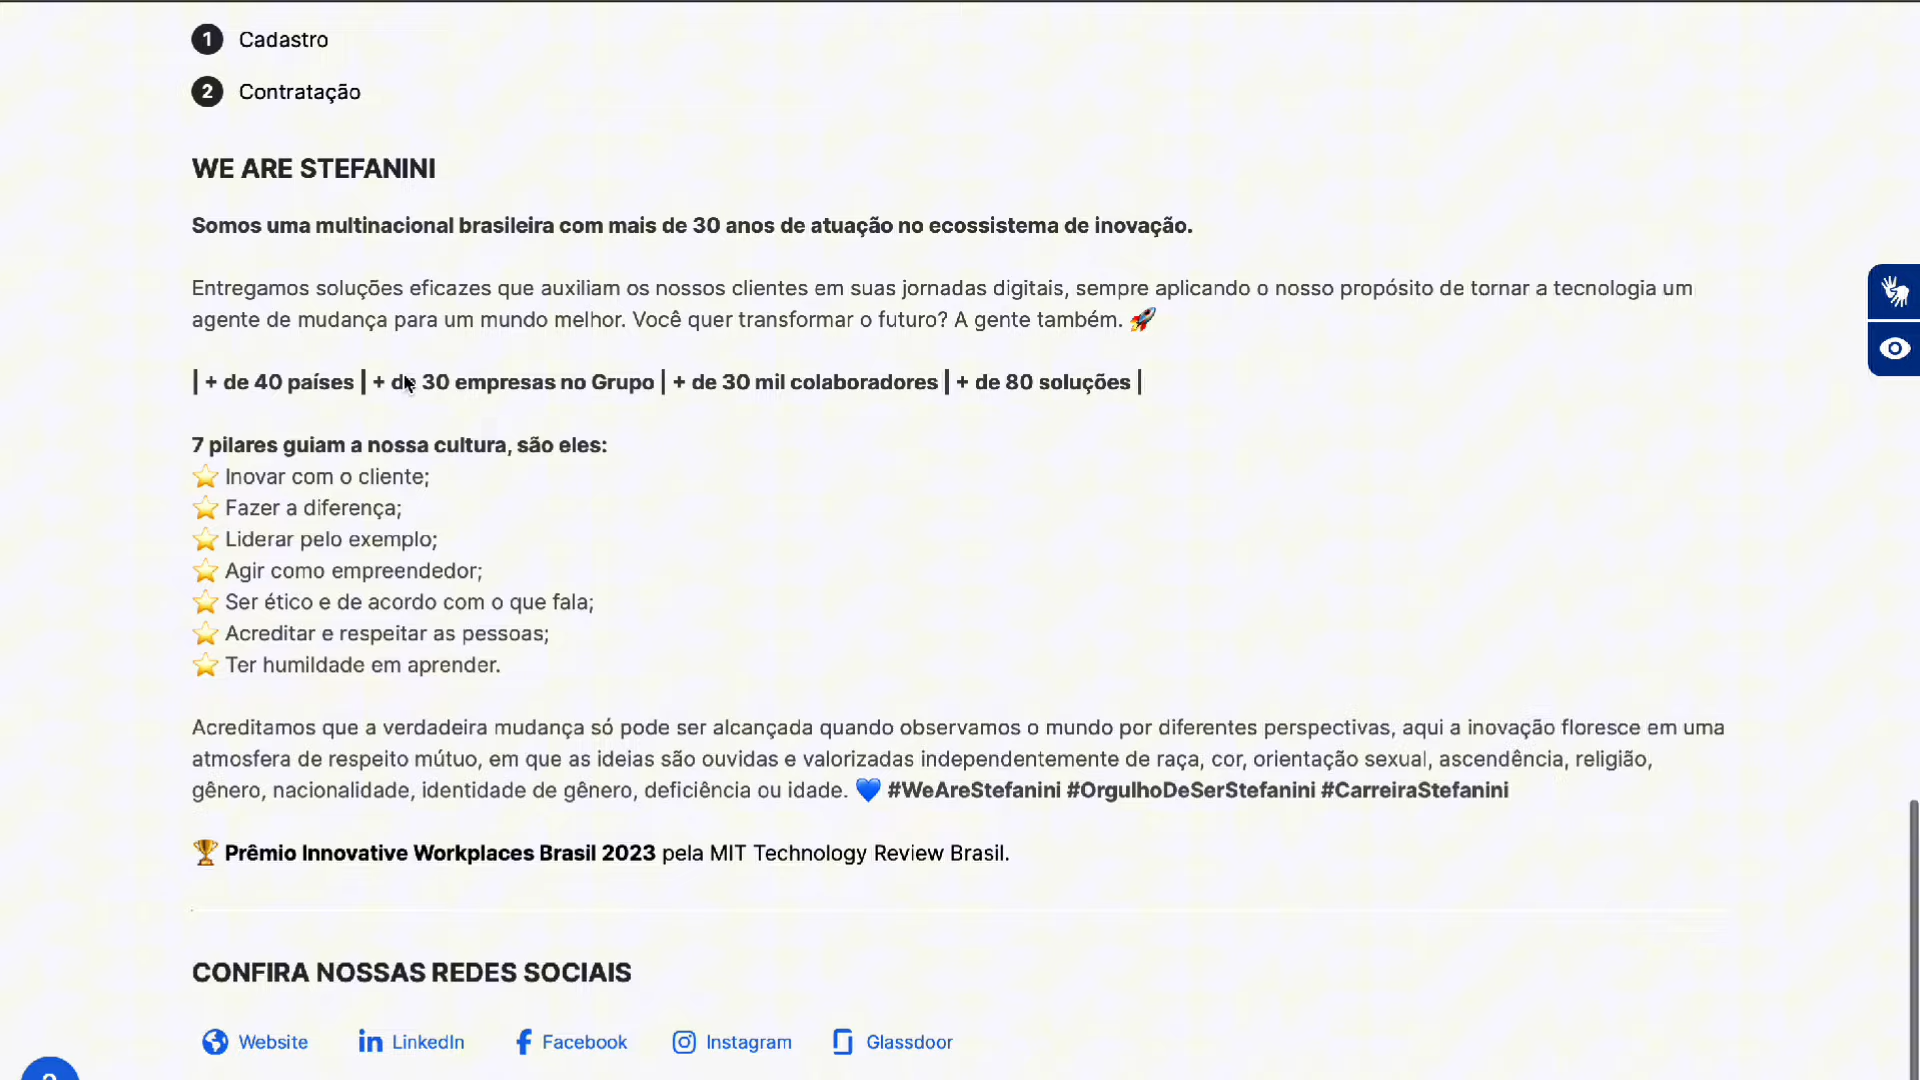 1 Cadastro
2 Contratação
WE ARE STEFANINI
Somos uma multinacional brasileira com mais de 30 anos de atuação no ecossistema de inovação.
Entregamos soluções eficazes que auxiliam os nossos clientes em suas jornadas digitais, sempre aplicando o nosso propósito de tornar a tecnologia um
agente de mudança para um mundo melhor. Você quer transformar o futuro? A gente também. 🚀
| + de 40 países | + de 30 empresas no Grupo | + de 30 mil colaboradores | + de 80 soluções |
7 pilares guiam a nossa cultura, são eles:
⭐ Inovar com o cliente;
⭐ Fazer a diferença;
⭐ Liderar pelo exemplo;
⭐ Agir como empreendedor;
⭐ Ser ético e de acordo com o que fala;
⭐ Acreditar e respeitar as pessoas;
⭐ Ter humildade em aprender.
Acreditamos que a verdadeira mudança só pode ser alcançada quando observamos o mundo por diferentes perspectivas, aqui a inovação floresce em uma
atmosfera de respeito mútuo, em que as ideias são ouvidas e valorizadas independentemente de raça, cor, orientação sexual, ascendência, religião,
gênero, nacionalidade, identidade de gênero, deficiência ou idade. 💙 #WeAreStefanini #OrgulhoDeSerStefanini #CarreiraStefanini
🏆 Prêmio Innovative Workplaces Brasil 2023 pela MIT Technology Review Brasil.
CONFIRA NOSSAS REDES SOCIAIS
Website LinkedIn Facebook Instagram Glassdoor